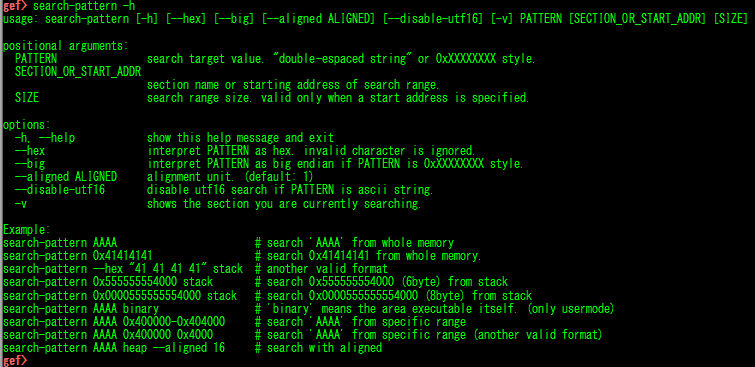 gef> search-pattern -h
usage: search-pattern [-h] [--hex] [--big] [--aligned ALIGNED] [--disable-utf16] [-v] PATTERN [SECTION_OR_START_ADDR] [SIZE]

positional arguments:
  PATTERN               search target value. "double-espaced string" or 0xXXXXXXXX style.
  SECTION_OR_START_ADDR
                        section name or starting address of search range.
  SIZE                  search range size. valid only when a start address is specified.

options:
  -h, --help            show this help message and exit
  --hex                 interpret PATTERN as hex. invalid character is ignored.
  --big                 interpret PATTERN as big endian if PATTERN is 0xXXXXXXXX style.
  --aligned ALIGNED     alignment unit. (default: 1)
  --disable-utf16       disable utf16 search if PATTERN is ascii string.
  -v                    shows the section you are currently searching.

Example:
search-pattern AAAA                      # search 'AAAA' from whole memory
search-pattern 0x41414141                # search 0x41414141 from whole memory.
search-pattern --hex "41 41 41 41" stack # another valid format
search-pattern 0x555555554000 stack      # search 0x555555554000 (6byte) from stack
search-pattern 0x0000555555554000 stack  # search 0x0000555555554000 (8byte) from stack
search-pattern AAAA binary               # 'binary' means the area executable itself. (only usermode)
search-pattern AAAA 0x400000-0x404000    # search 'AAAA' from specific range
search-pattern AAAA 0x400000 0x4000      # search 'AAAA' from specific range (another valid format)
search-pattern AAAA heap --aligned 16    # search with aligned
gef>